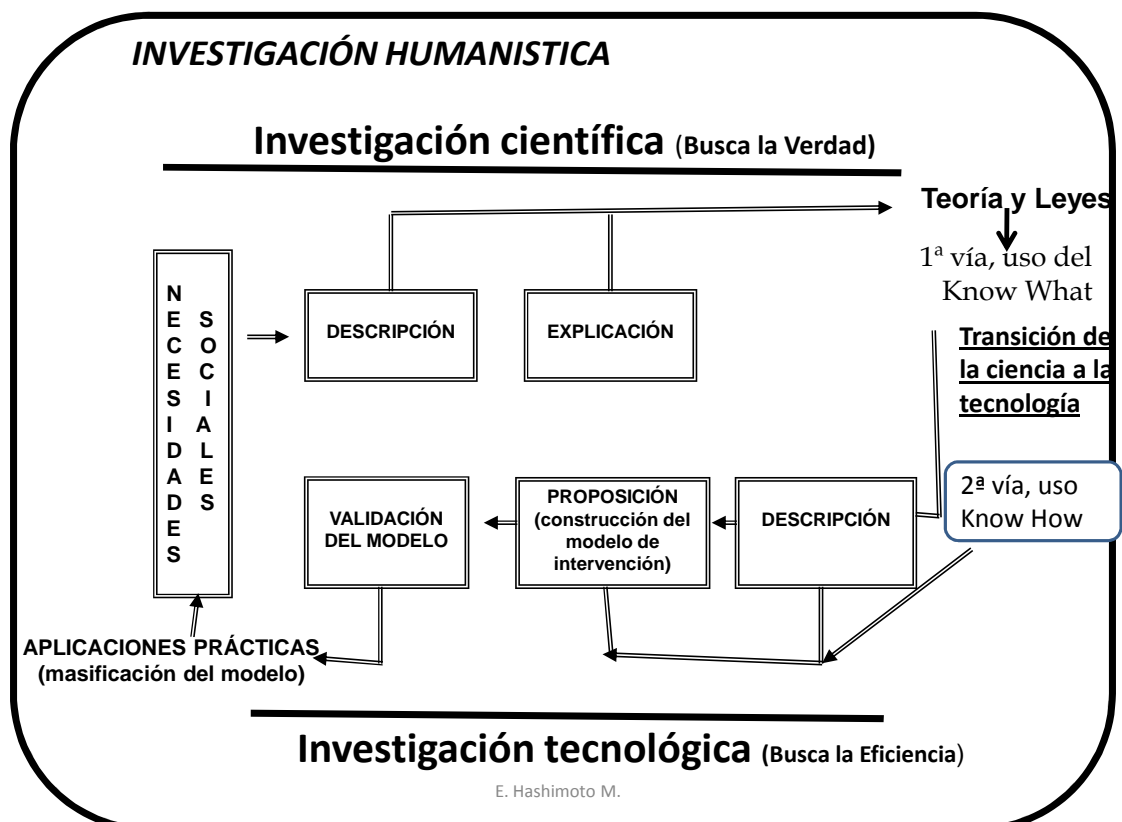 INVESTIGACIÓN HUMANISTICA
Investigación científica (Busca la Verdad)
Teoría y Leyes
1ª vía, uso del
Know What
Transición de
la ciencia a la
tecnología
NECESIDADES
SOCIALES
DESCRIPCIÓN
EXPLICACIÓN
2ª vía, uso
Know How
VALIDACIÓN
DEL MODELO
PROPOSICIÓN
(construcción del
modelo de
intervención)
DESCRIPCIÓN
APLICACIONES PRÁCTICAS
(masificación del modelo)
Investigación tecnológica (Busca la Eficiencia)
E. Hashimoto M.